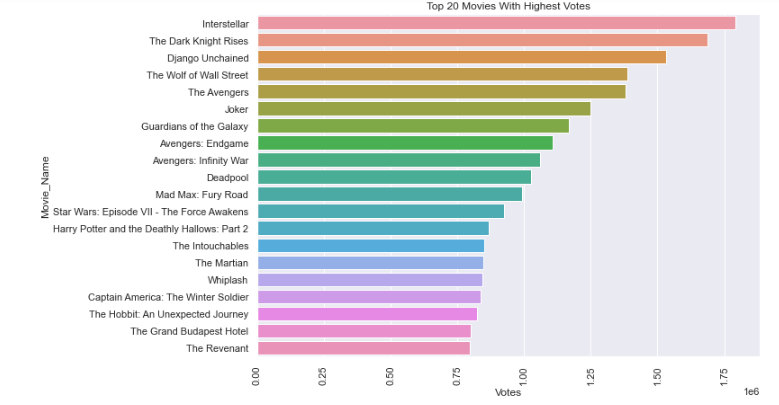 Top 20 Movies With Highest Votes
Movie_Name
Interstellar
The Dark Knight Rises
Django Unchained
The Wolf of Wall Street
The Avengers
Joker
Guardians of the Galaxy
Avengers: Endgame
Avengers: Infinity War
Deadpool
Mad Max: Fury Road
Star Wars: Episode VII - The Force Awakens
Harry Potter and the Deathly Hallows: Part 2
The Intouchables
The Martian
Whiplash
Captain America: The Winter Soldier
The Hobbit: An Unexpected Journey
The Grand Budapest Hotel
The Revenant
0.00 0.25 0.50 0.75 1.00 1.25 1.50 1.75
Votes
1e6